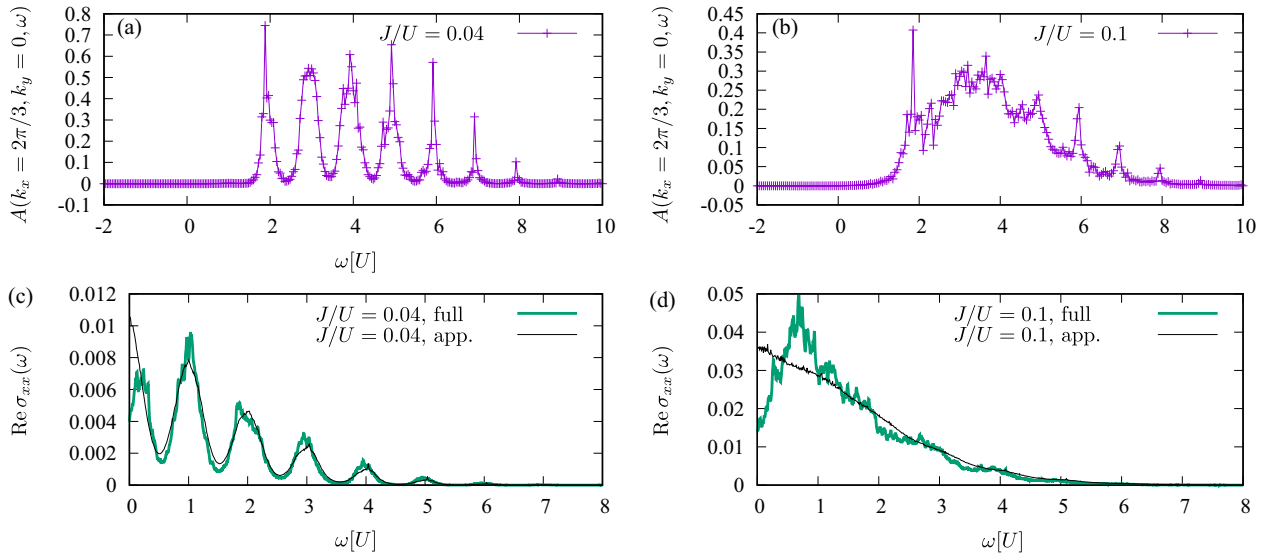 (a)
A(k_x = 2π/3, k_y = 0, ω)
J/U = 0.04
0.8
0.7
0.6
0.5
0.4
0.3
0.2
0.1
0
-0.1
-2 0 2 4 6 8 10
ω[U]
(b)
A(k_x = 2π/3, k_y = 0, ω)
J/U = 0.1
0.45
0.4
0.35
0.3
0.25
0.2
0.15
0.1
0.05
0
-0.05
-2 0 2 4 6 8 10
ω[U]
(c)
Re σ_xx(ω)
J/U = 0.04, full
J/U = 0.04, app.
0.012
0.01
0.008
0.006
0.004
0.002
0
0 1 2 3 4 5 6 7 8
ω[U]
(d)
Re σ_xx(ω)
J/U = 0.1, full
J/U = 0.1, app.
0.05
0.04
0.03
0.02
0.01
0
0 1 2 3 4 5 6 7 8
ω[U]